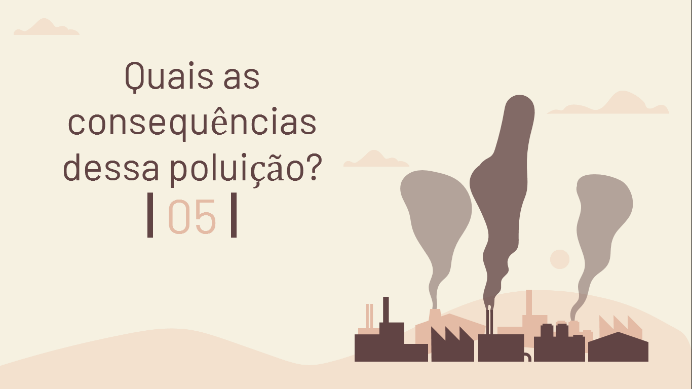 Quais as
consequências
dessa poluição?
05